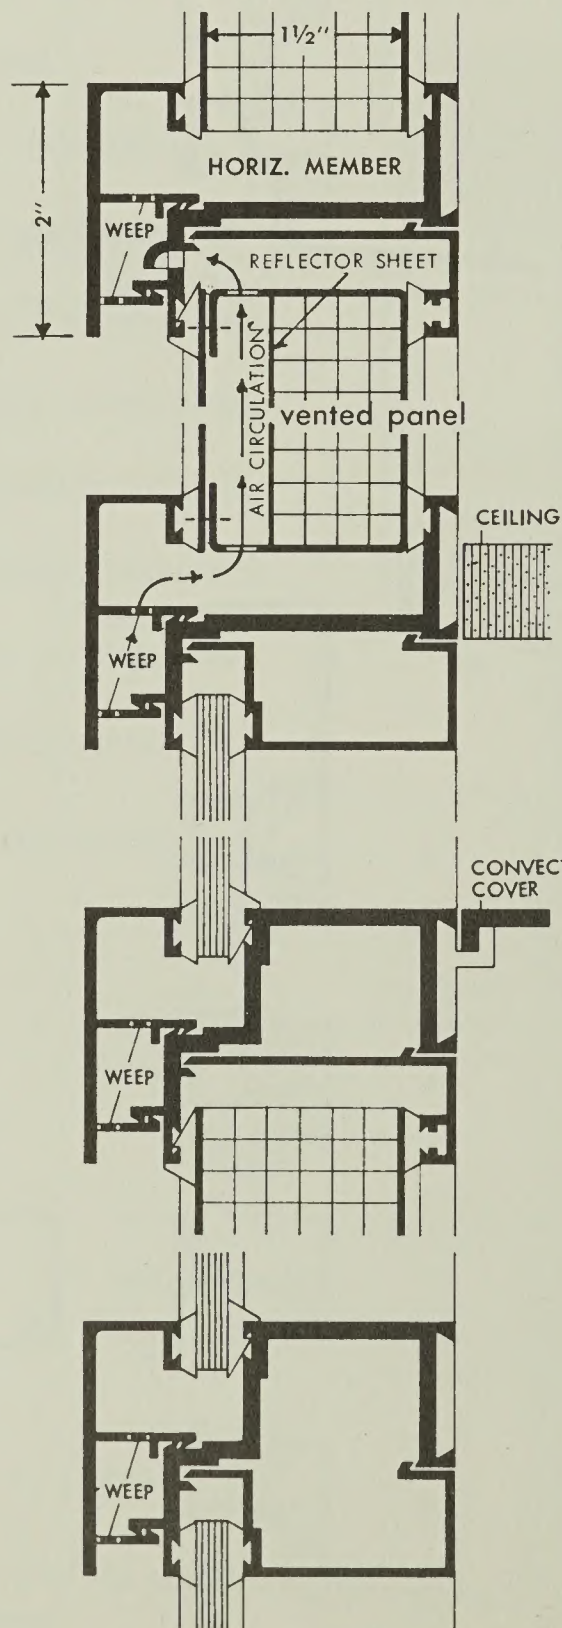 1½"
2"
HORIZ. MEMBER
WEEP
REFLECTOR SHEET
AIR CIRCULATION
vented panel
CEILING
WEEP
CONVECT
COVER
WEEP
WEEP